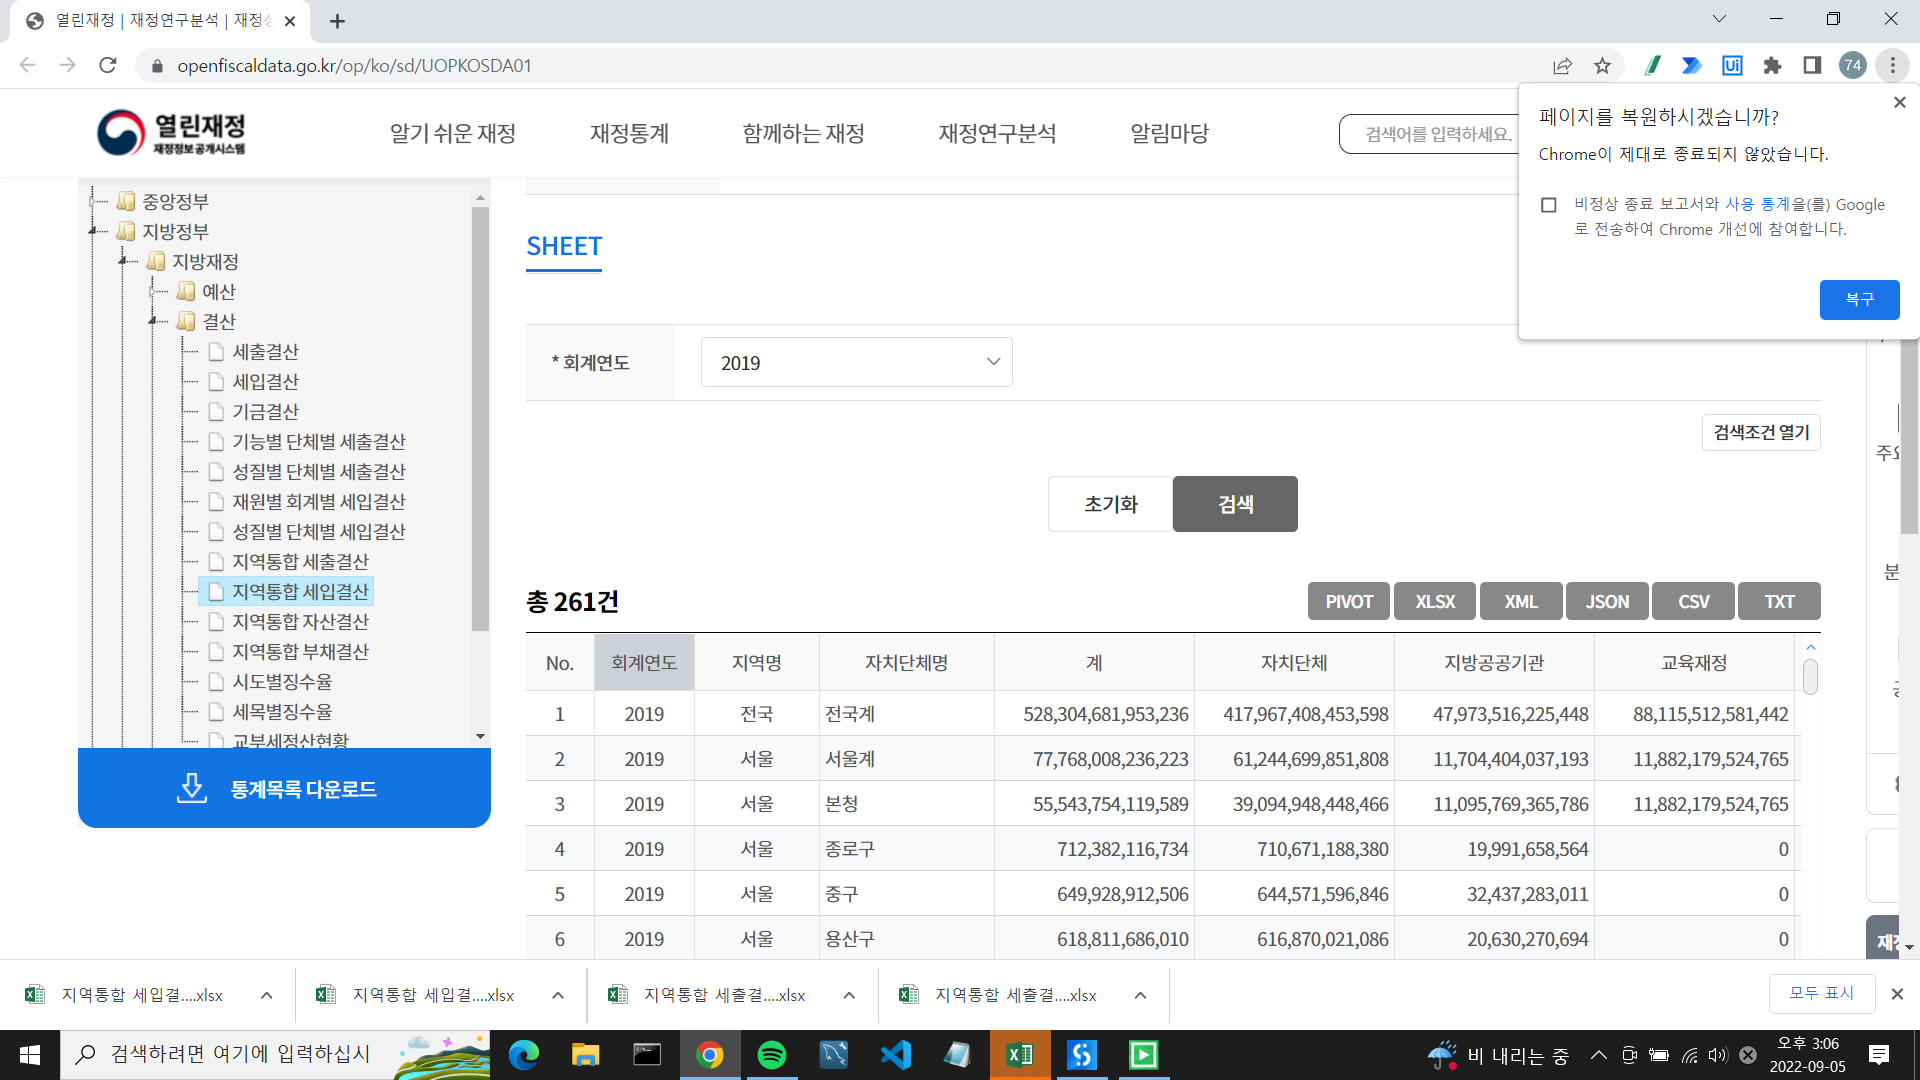 열린재정 | 재정연구분석 | 재정상
openfiscaldata.go.kr/op/ko/sd/UOPKOSDA01
74
열린재정
재정정보공개시스템
알기 쉬운 재정
재정통계
함께하는 재정
재정연구분석
알림마당
검색어를 입력하세요.
페이지를 복원하시겠습니까?
Chrome이 제대로 종료되지 않았습니다.
비정상 종료 보고서와 사용 통계을(를) Google
로 전송하여 Chrome 개선에 참여합니다.
복구
중앙정부
지방정부
지방재정
예산
결산
세출결산
세입결산
기금결산
기능별 단체별 세출결산
성질별 단체별 세출결산
재원별 회계별 세입결산
성질별 단체별 세입결산
지역통합 세출결산
지역통합 세입결산
지역통합 자산결산
지역통합 부채결산
시도별징수율
세목별징수율
교부세정산현황
통계목록 다운로드
SHEET
* 회계연도
2019
검색조건 열기
초기화
검색
총 261건
PIVOT XLSX XML JSON CSV TXT
No. 회계연도 지역명 자치단체명 계 자치단체 지방공공기관 교육재정
1 2019 전국 전국계 528,304,681,953,236 417,967,408,453,598 47,973,516,225,448 88,115,512,581,442
2 2019 서울 서울계 77,768,008,236,223 61,244,699,851,808 11,704,404,037,193 11,882,179,524,765
3 2019 서울 본청 55,543,754,119,589 39,094,948,448,466 11,095,769,365,786 11,882,179,524,765
4 2019 서울 종로구 712,382,116,734 710,671,188,380 19,991,658,564 0
5 2019 서울 중구 649,928,912,506 644,571,596,846 32,437,283,011 0
6 2019 서울 용산구 618,811,686,010 616,870,021,086 20,630,270,694 0
지역통합 세입결....xlsx
지역통합 세입결....xlsx
지역통합 세출결....xlsx
지역통합 세출결....xlsx
모두 표시
검색하려면 여기에 입력하십시
비 내리는 중
오후 3:06
2022-09-05